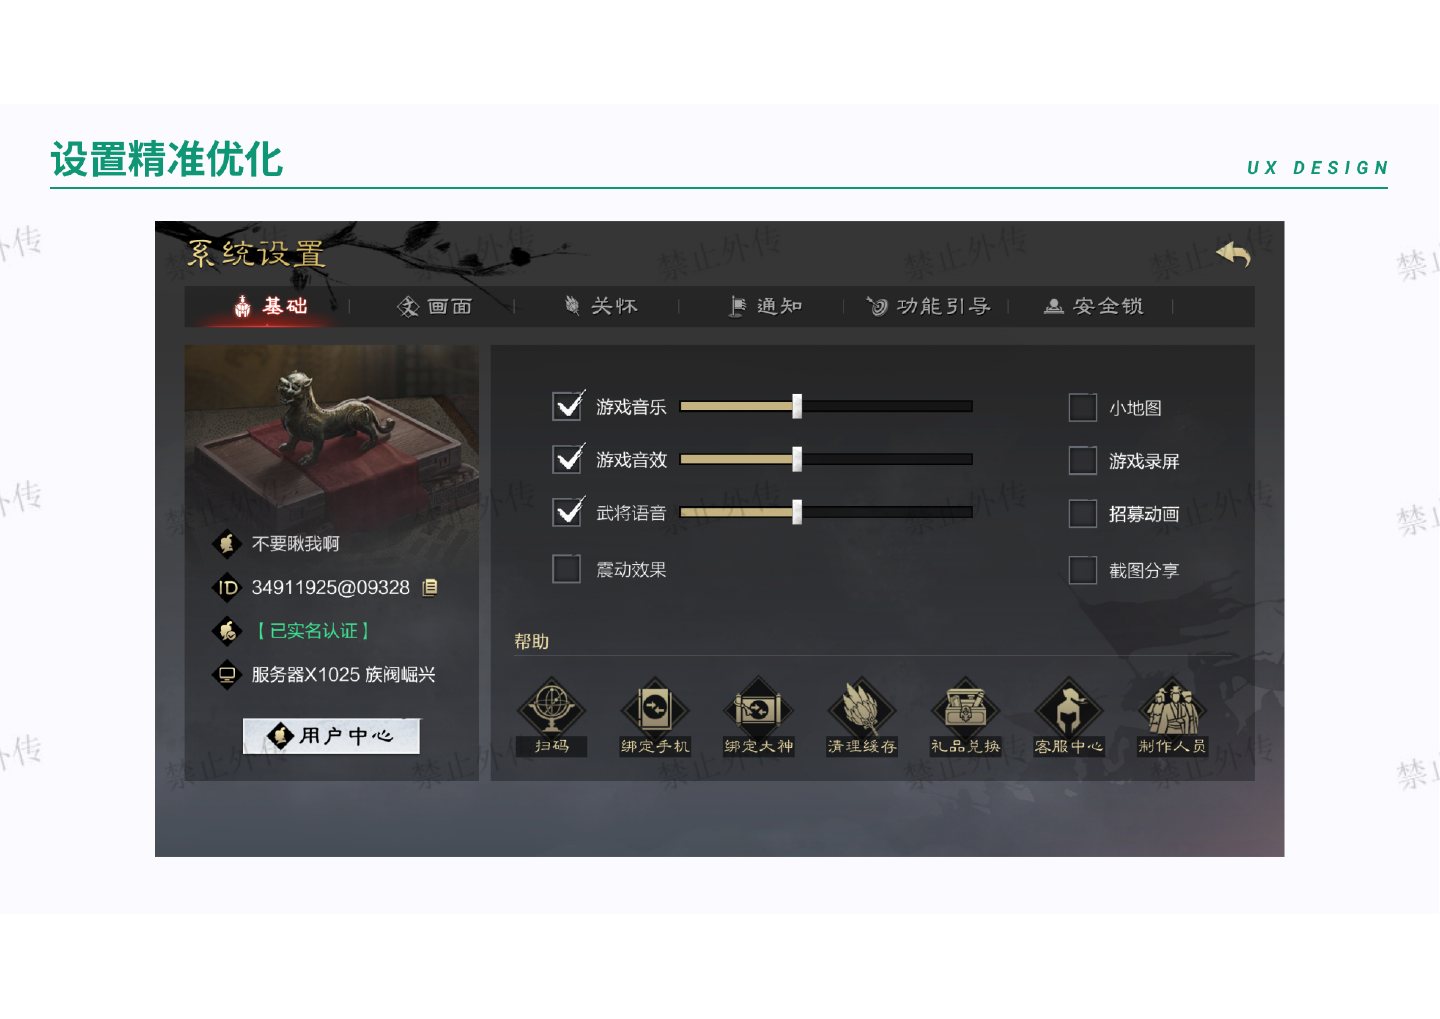 设置精准优化
UX DESIGN
系统设置
基础 画面 关怀 通知 功能引导 安全锁
游戏音乐 小地图
游戏音效 游戏录屏
武将语音 招募动画
震动效果 截图分享
不要瞅我啊
ID 34911925@09328
【已实名认证】
服务器X1025 族阀崛兴
用户中心
帮助
扫码 绑定手机 绑定大神 清理缓存 礼品兑换 客服中心 制作人员
禁止外传